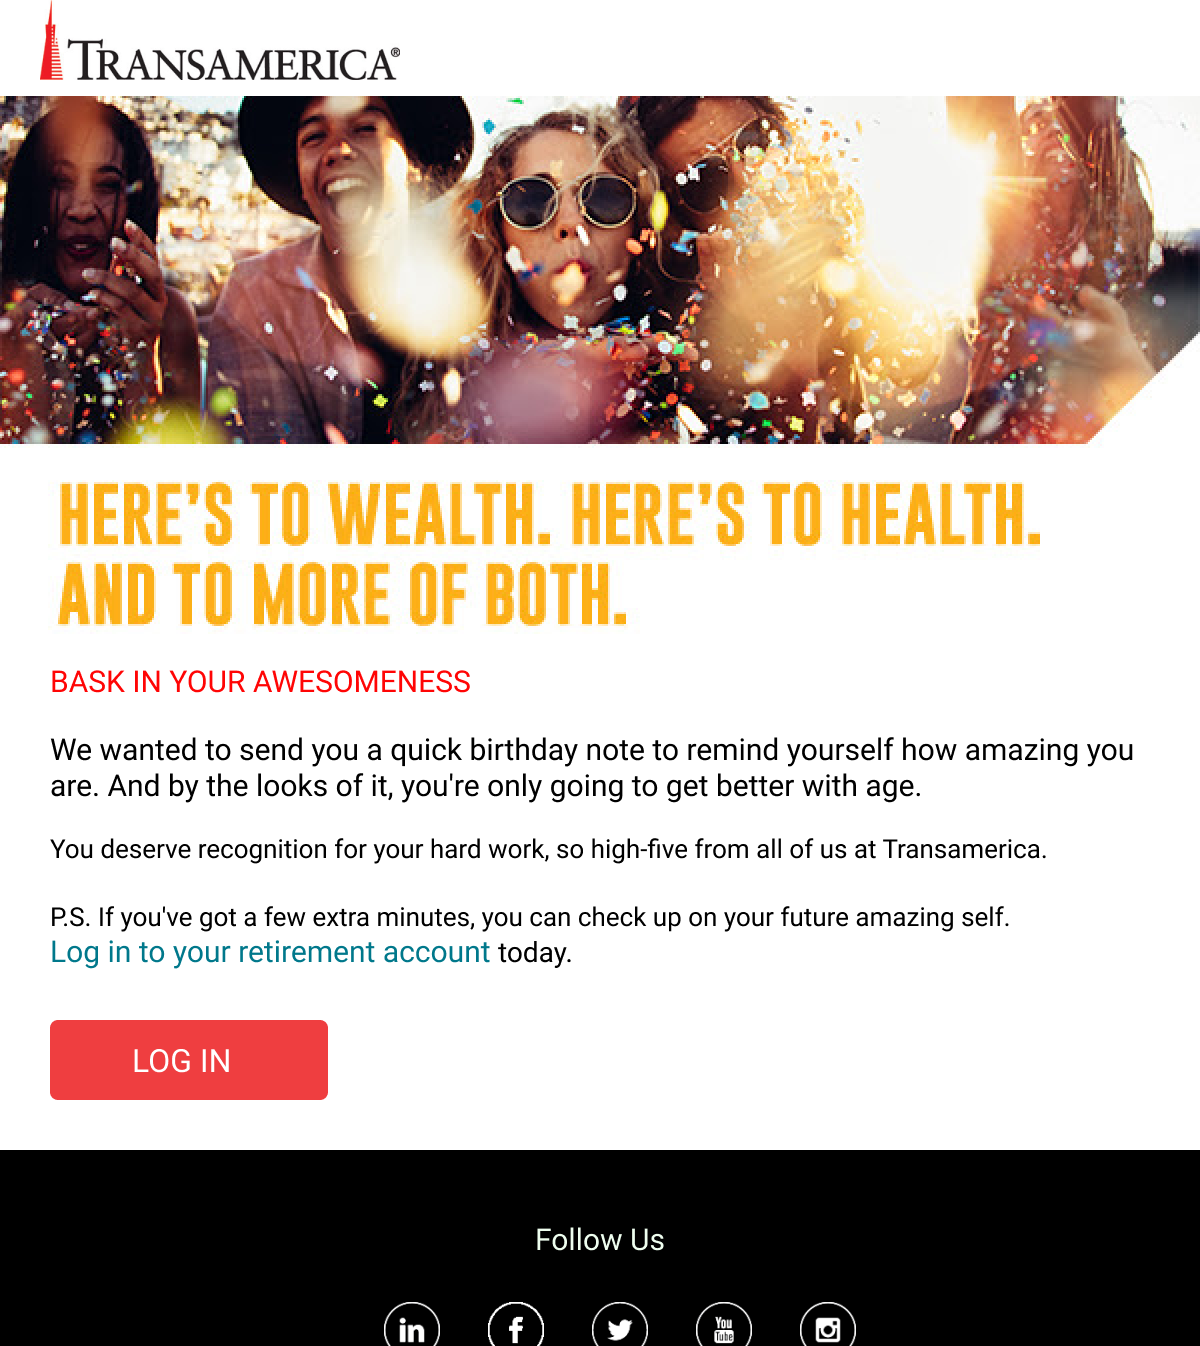 TRANSAMERICA®
HERE'S TO WEALTH. HERE'S TO HEALTH.
AND TO MORE OF BOTH.
BASK IN YOUR AWESOMENESS
We wanted to send you a quick birthday note to remind yourself how amazing you
are. And by the looks of it, you're only going to get better with age.
You deserve recognition for your hard work, so high-five from all of us at Transamerica.
P.S. If you've got a few extra minutes, you can check up on your future amazing self.
Log in to your retirement account today.
LOG IN
Follow Us
in f You Tube